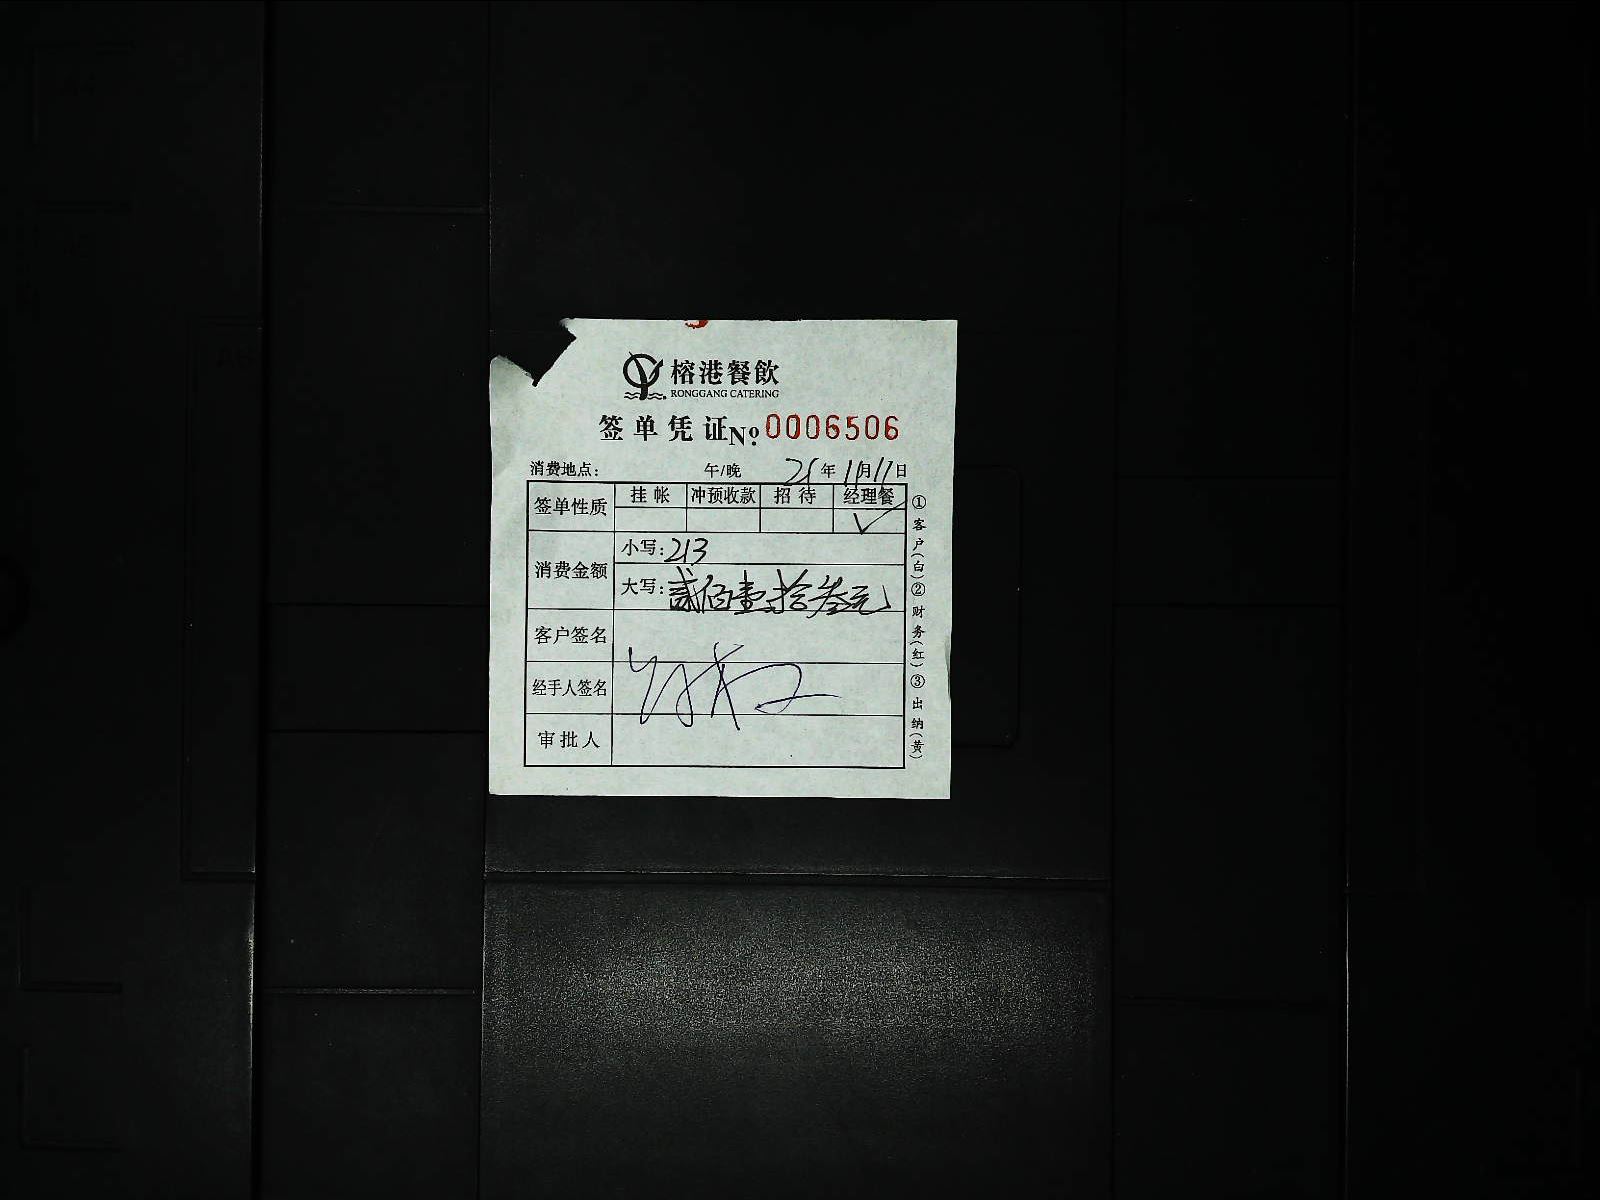 榕港餐飲
RONGGANG CATERING
签单凭证 No. 0006506
消费地点: 午/晚 21年11月11日
签单性质 挂帐 冲预收款 招待 经理餐
✓
消费金额 小写:213
大写:贰佰壹拾叁元
客户签名
经手人签名
审批人
①客户(白)②财务(红)③出纳(黄)